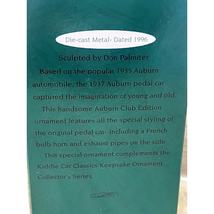 Die-cast Metal- Dated 1996
Sculpted by Don Palmiter
Based on the popular 1935 Auburn
automobile, the 1937 Auburn pedal car
captured the imagination of young and old.
This handsome Auburn Club Edition
ornament features all the special styling of
the original pedal car- including a French
bulb horn and exhaust pipes on the side.
This special ornament complements the
Kiddie Car Classics Keepsake Ornament
Collector's Series.